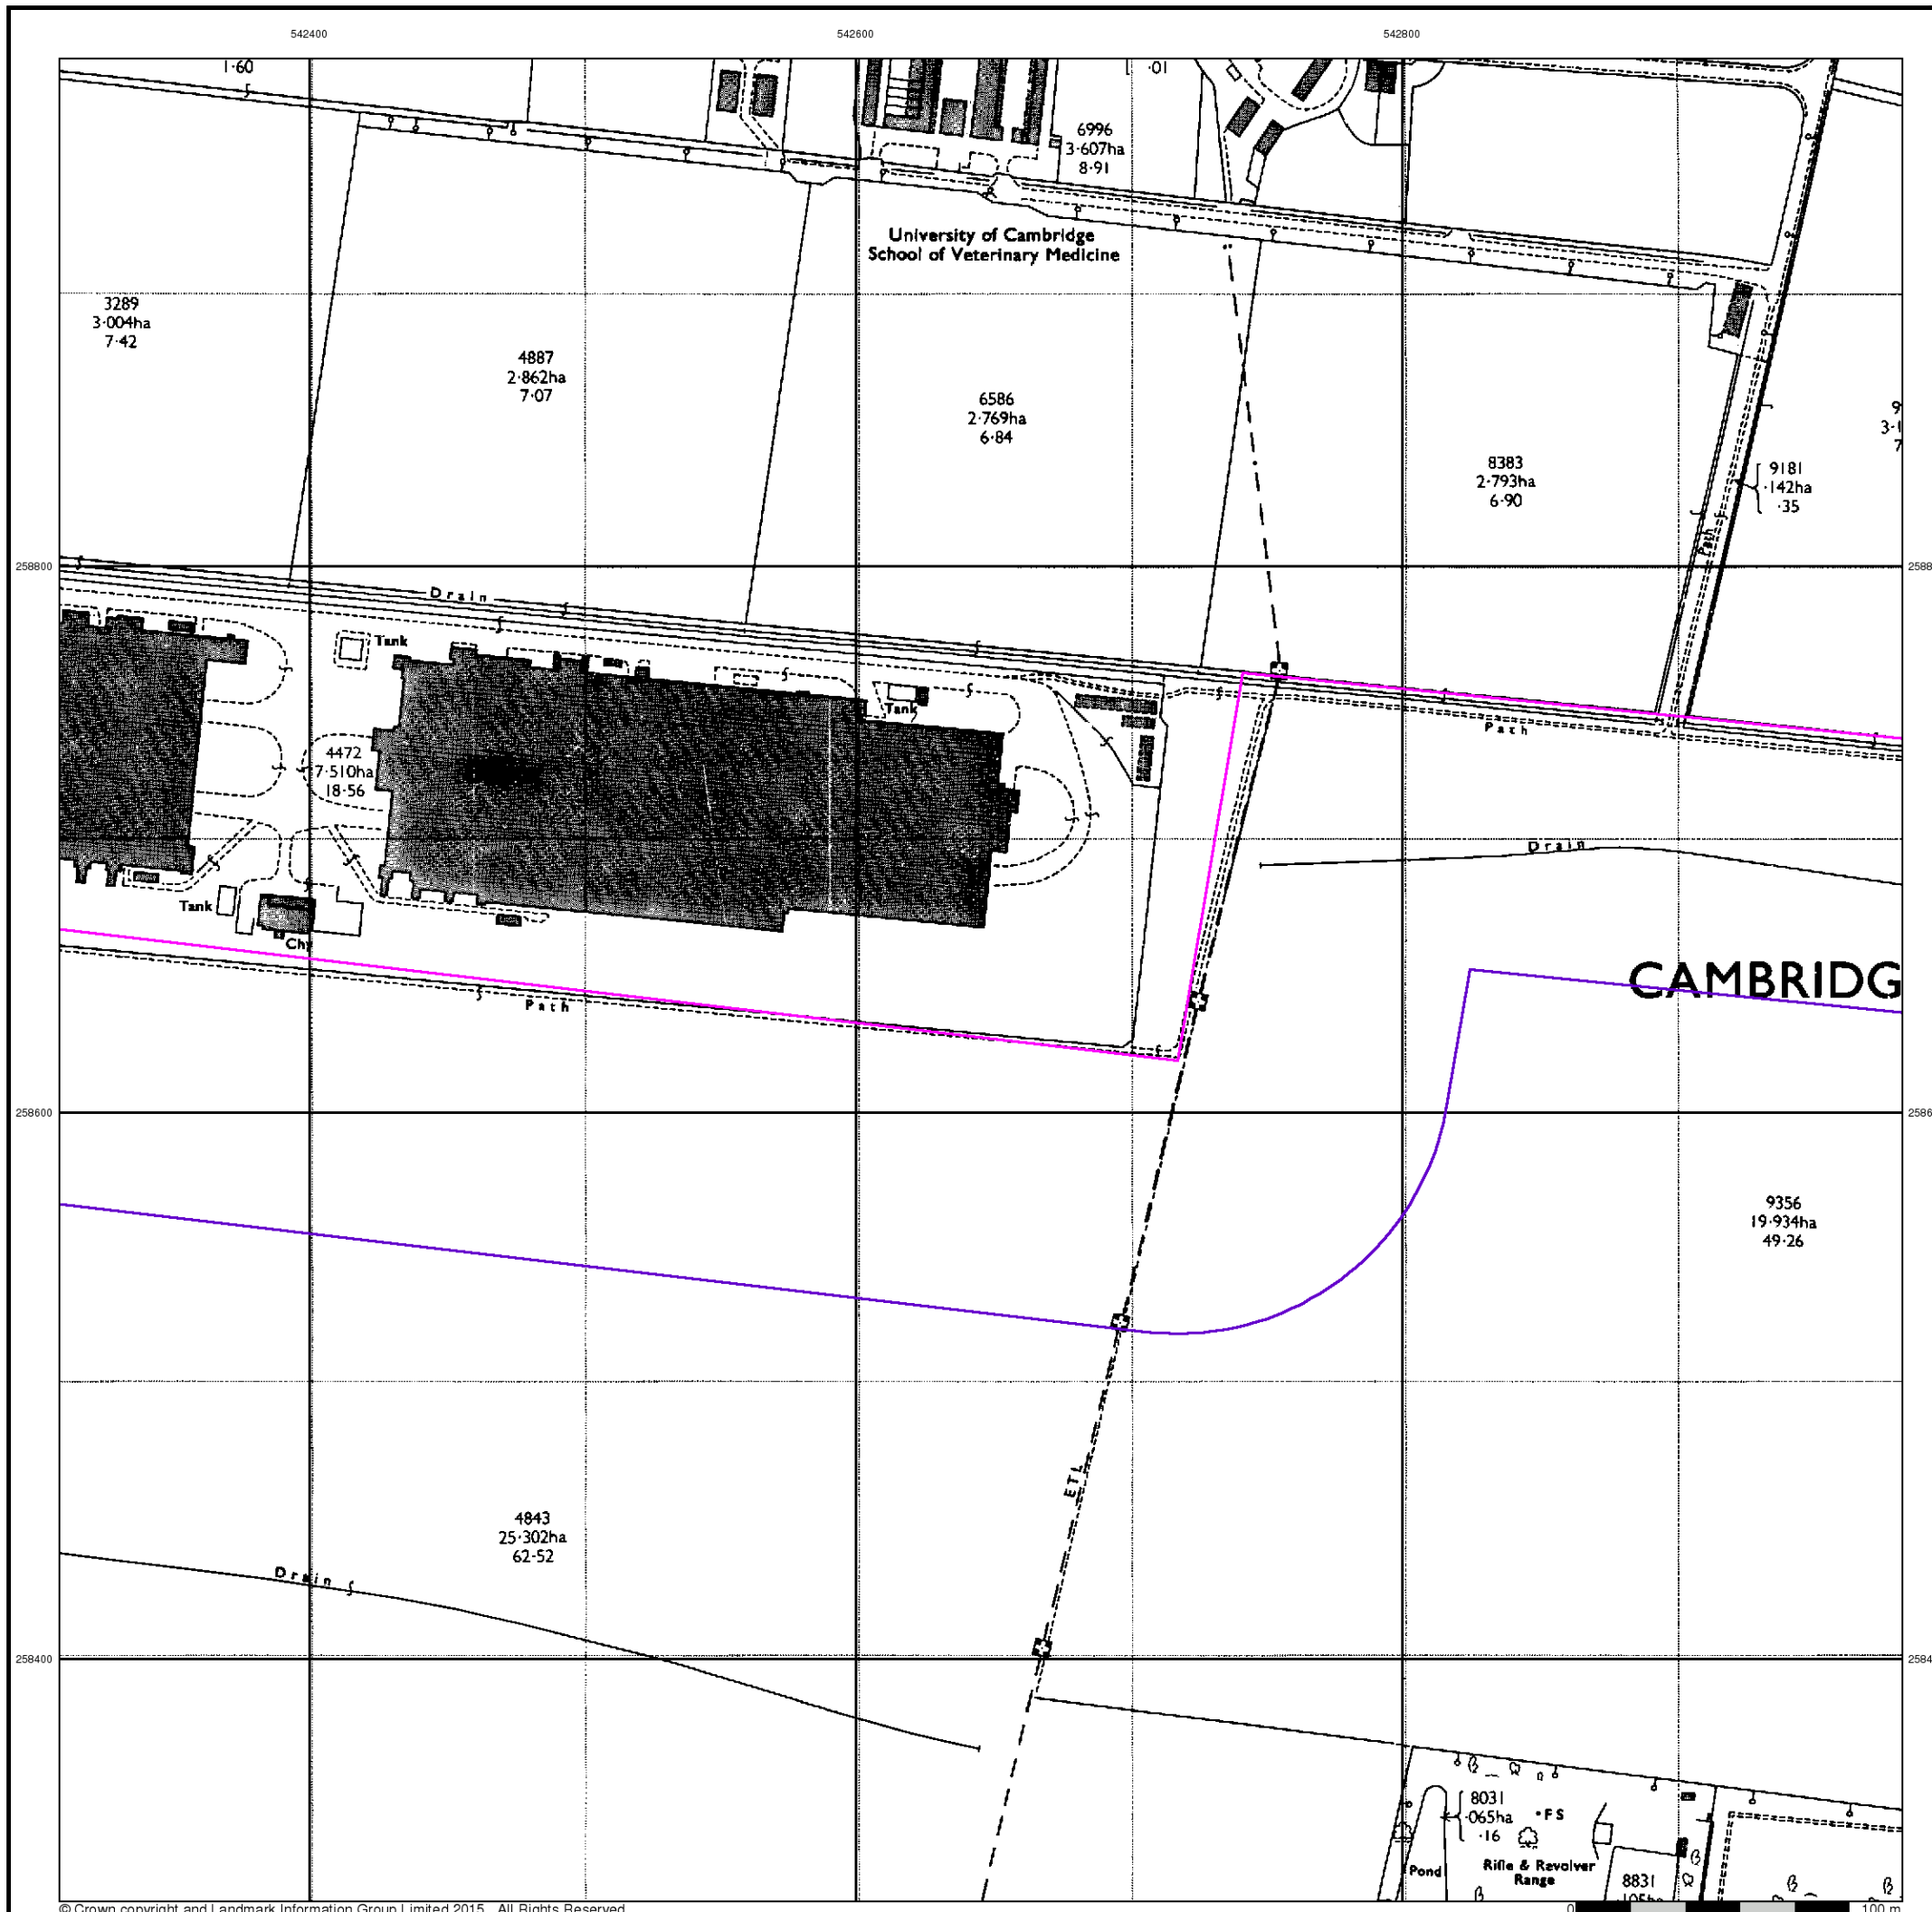 542400
542600
542800
1·60
·01
6996
3·607ha
8·91
University of Cambridge
School of Veterinary Medicine
3289
3·004ha
7·42
4887
2·862ha
7·07
6586
2·769ha
6·84
8383
2·793ha
6·90
9181
·142ha
·35
Path
258800
Drain
Tank
Tank
Path
4472
7·510ha
18·56
Drain
Tank
Chy
Path
CAMBRIDG
258600
9356
19·934ha
49·26
ETL
4843
25·302ha
62·52
Drain
258400
8031
·065ha
·16
FS
Pond
Rifle & Revolver
Range
8831
© Crown copyright and Landmark Information Group Limited 2015. All Rights Reserved.
0
100 m